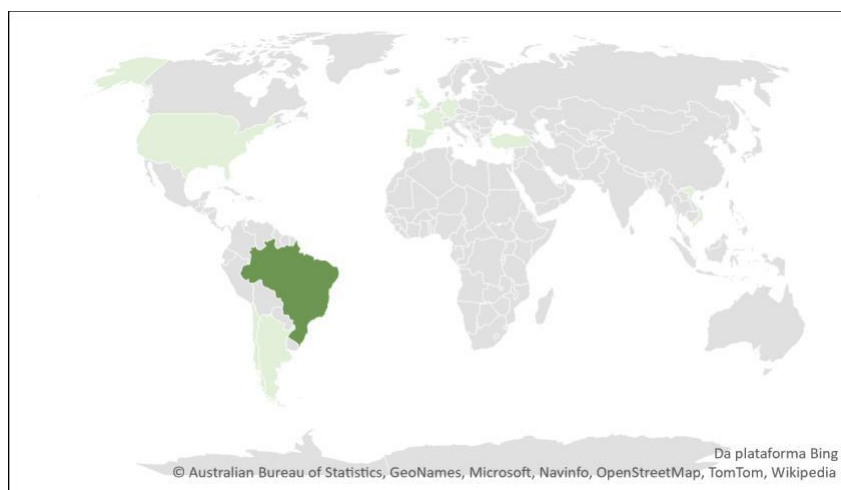 Da plataforma Bing
© Australian Bureau of Statistics, GeoNames, Microsoft, Navinfo, OpenStreetMap, TomTom, Wikipedia